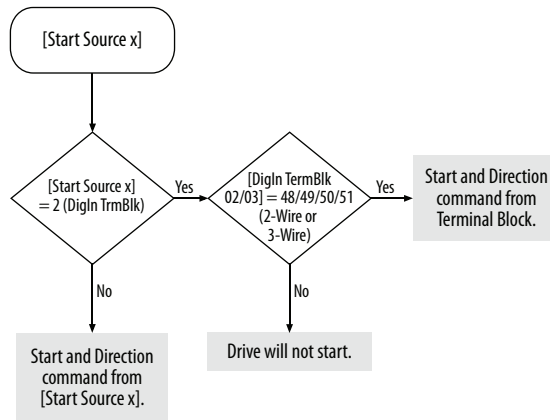 [Start Source x]
[Start Source x]
= 2 (DigIn TrmBlk)
Yes
[DigIn TermBlk
02/03] = 48/49/50/51
(2-Wire or
3-Wire)
Yes
Start and Direction
command from
Terminal Block.
No
No
Start and Direction
command from
[Start Source x].
Drive will not start.